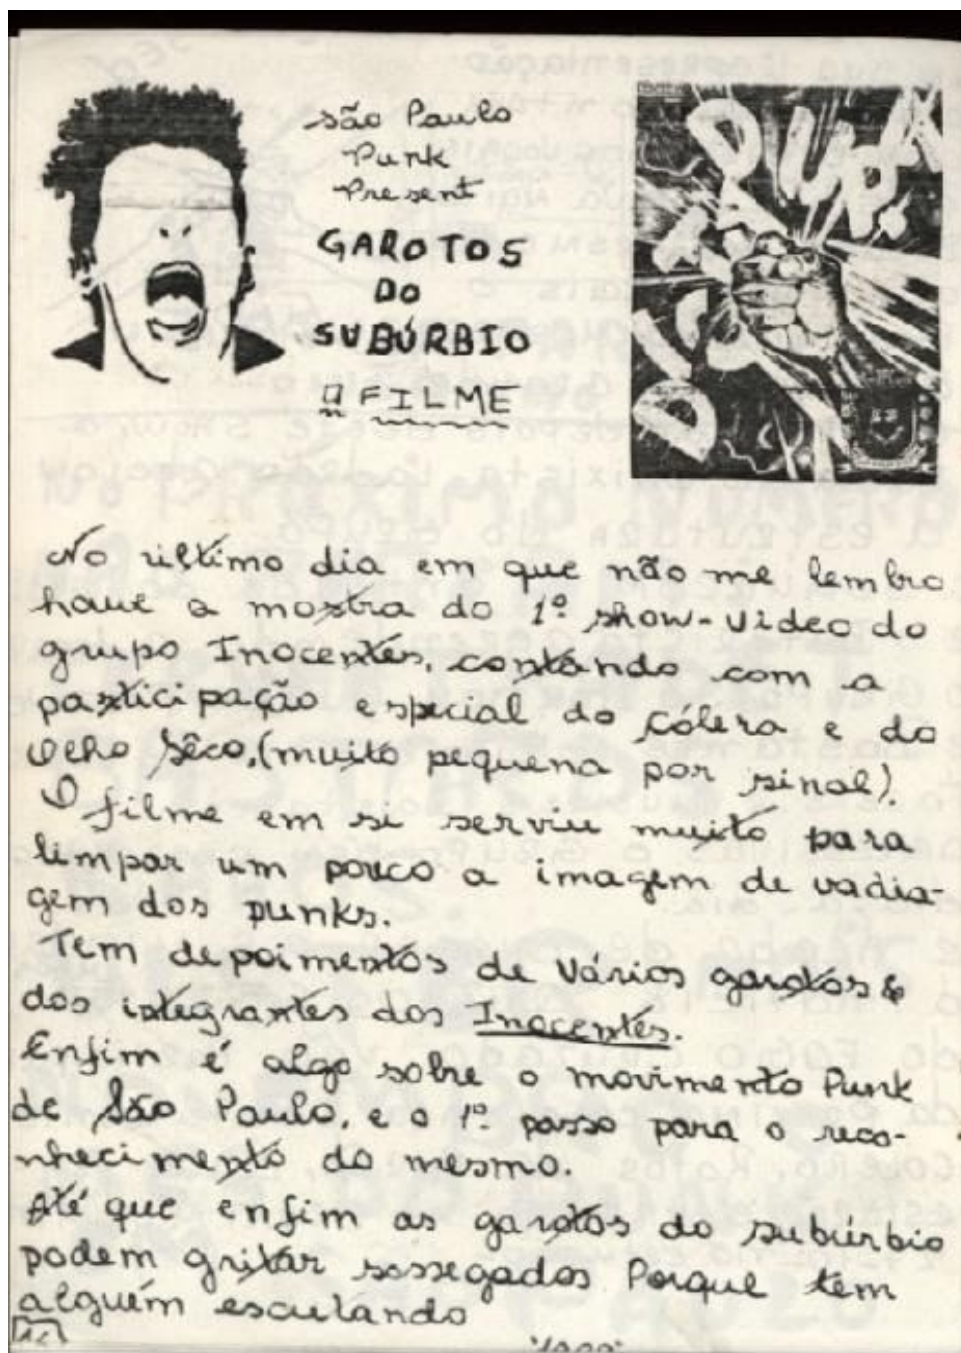 são Paulo
Punk
Present
GAROTOS
DO
SUBÚRBIO
O FILME
No último dia em que não me lembro
houve a mostra do 1º show-video do
grupo Inocentes, contando com a
participação especial do cólera e do
Olho Sêco, (muito pequena por sinal).
O filme em si serviu muito para
limpar um pouco a imagem de vadia-
gem dos punks.
Tem depoimentos de Vários garotos &
dos integrantes dos Inocentes.
Enfim é algo sobre o movimento Punk
de São Paulo, e o 1º passo para o reco-
nhecimento do mesmo.
Até que enfim os garotos do subúrbio
podem gritar sossegados Porque tem
alguém escutando